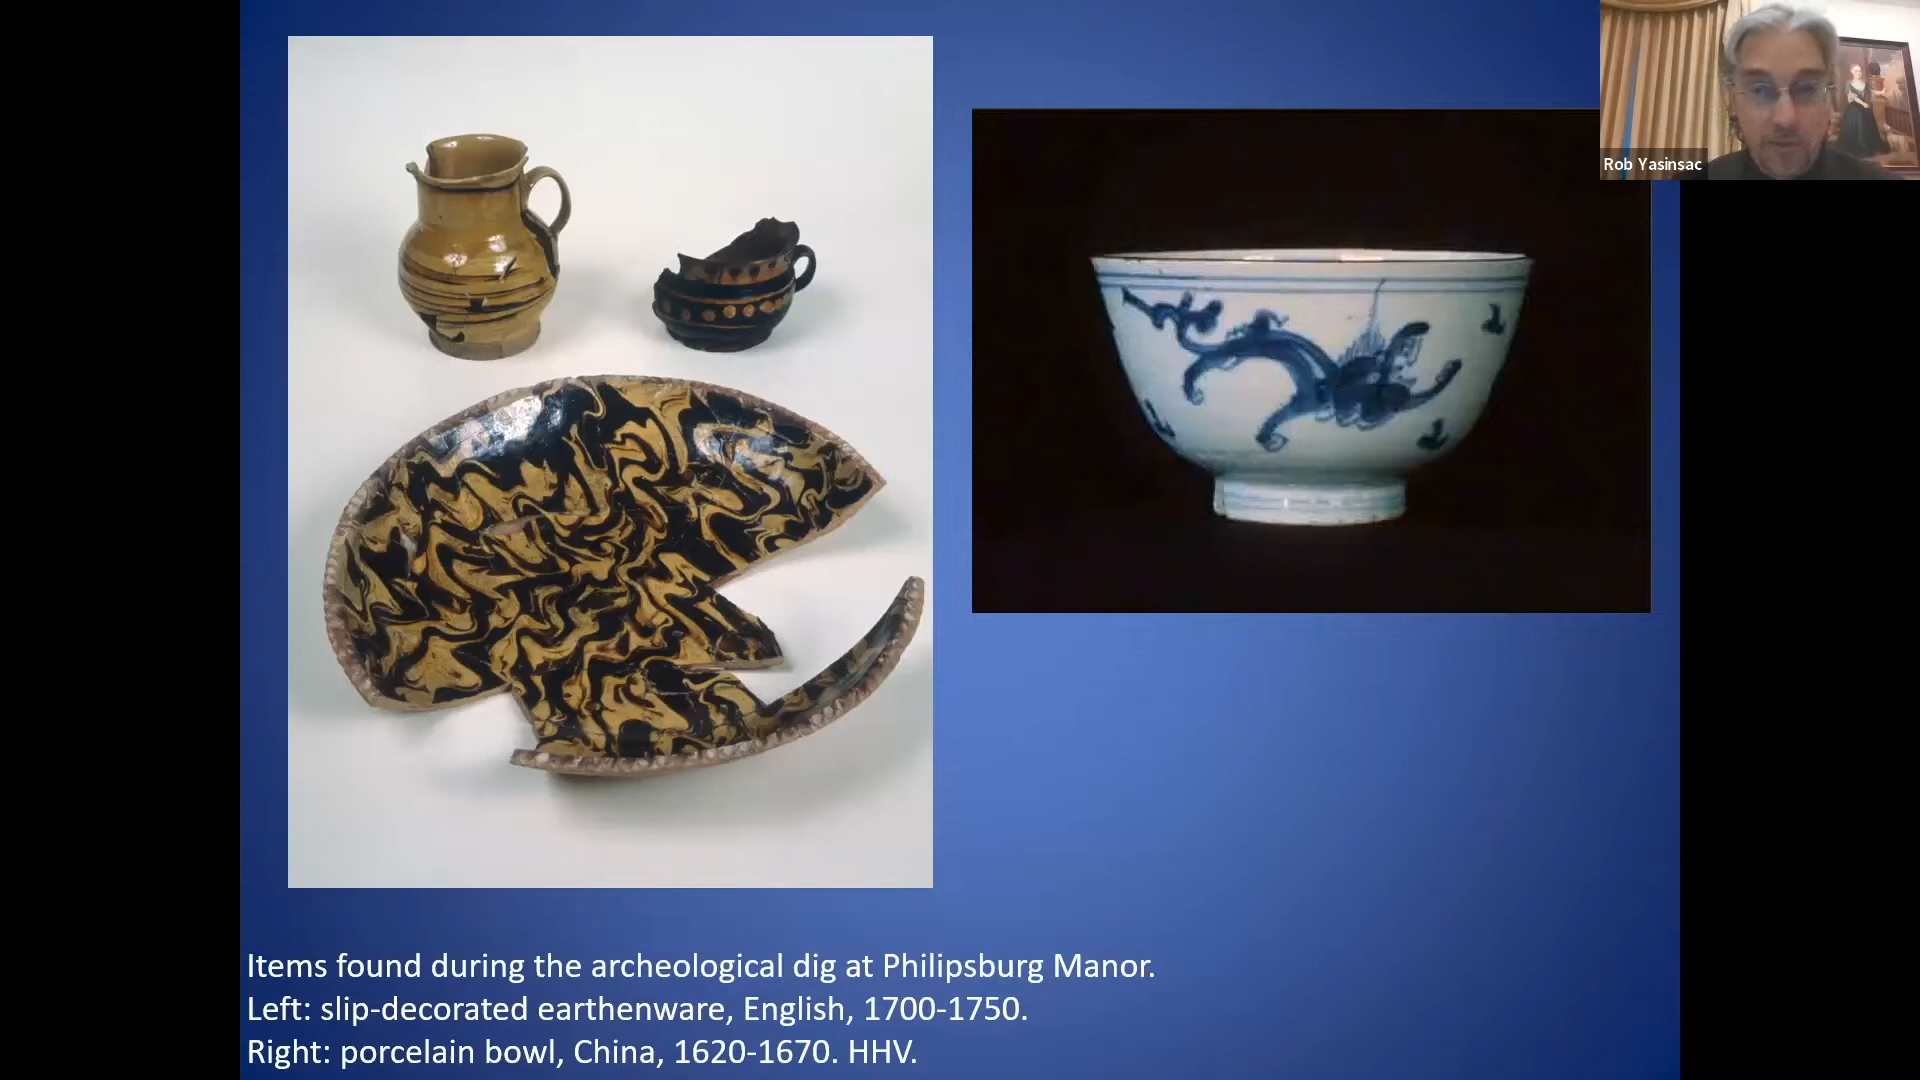 Rob Yasinsac
Items found during the archeological dig at Philipsburg Manor.
Left: slip-decorated earthenware, English, 1700-1750.
Right: porcelain bowl, China, 1620-1670. HHV.